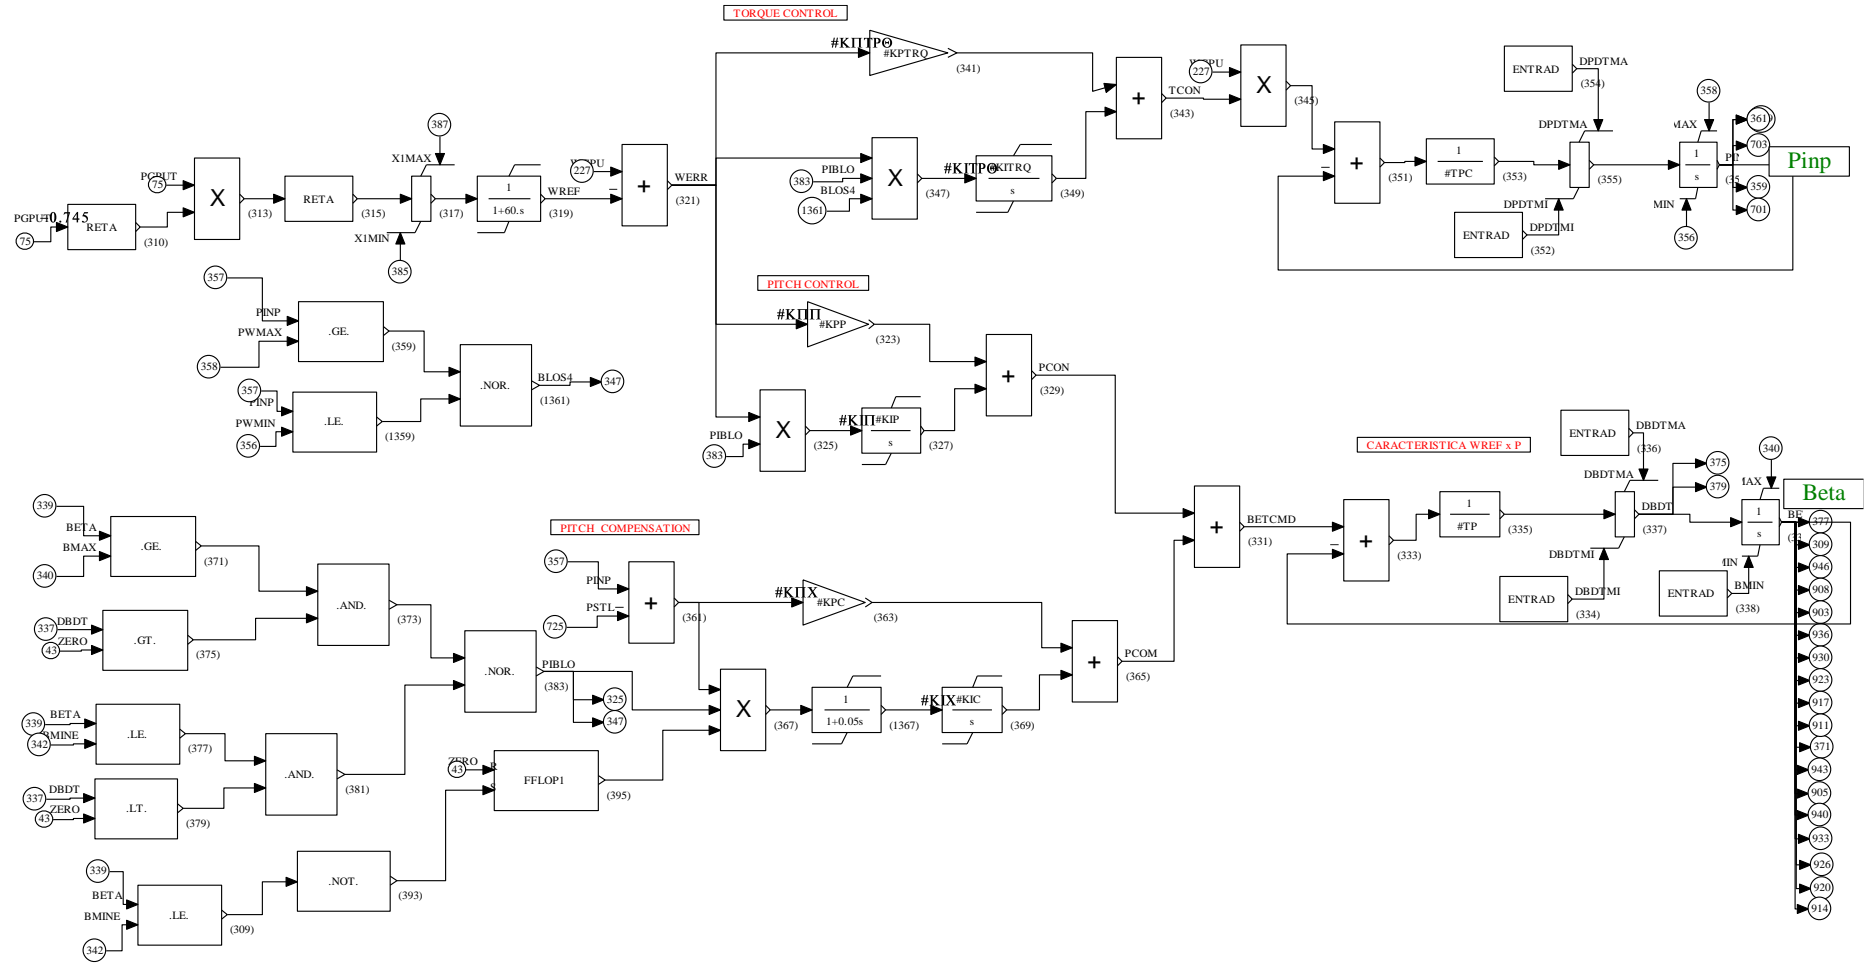 TORQUE CONTROL
#ΚΠΤΡΘ
#KPTRQ
(341)
227
X
TCON
(343)
(345)
ENTRAD
DPDTMA
(354)
DPDTMA
358
703
359
701
Pinp
+
(351)
1
#TPC
(353)
(355)
1
s
DPDTMI
ENTRAD
DPDTMI
(352)
MIN
356
387
X1MAX
75
X
(313)
RETA
(315)
(317)
1
1+60.s
WREF
(319)
227
+
WERR
(321)
PIBLO
383
BLOS4
1361
X
(347)
#ΚΙΤΡΘ
#KITRQ
s
(349)
+
75
0.745
RETA
(310)
X1MIN
385
357
PINP
PWMAX
358
.GE.
(359)
357
PINP
PWMIN
356
.LE.
(1359)
.NOR.
BLOS4
(1361)
347
PITCH CONTROL
#ΚΠΠ
#KPP
(323)
+
PCON
(329)
PIBLO
383
X
(325)
#ΚΙΠ
#KIP
s
(327)
CARACTERISTICA WREF x P
ENTRAD
DBDTMA
(336)
DBDTMA
375
379
340
Beta
339
BETA
BMAX
340
.GE.
(371)
337
DBDT
ZERO
43
.GT.
(375)
.AND.
(373)
PITCH COMPENSATION
357
PINP
PSTL
725
+
(361)
#ΚΠΧ
#KPC
(363)
+
BETCMD
(331)
+
(333)
1
#TP
(335)
DBDT
(337)
DBDTMI
ENTRAD
DBDTMI
(334)
1
s
ENTRAD
BMIN
(338)
377
309
946
908
903
936
930
923
917
911
371
943
905
940
933
926
920
914
.NOR.
PIBLO
(383)
325
347
X
(367)
1
1+0.05s
(1367)
#ΚΙΧ
#KIC
s
(369)
+
PCOM
(365)
339
BETA
BMINE
342
.LE.
(377)
337
DBDT
ZERO
43
.LT.
(379)
.AND.
(381)
ZERO
43
R
S
FFLOP1
(395)
339
BETA
BMINE
342
.LE.
(309)
.NOT.
(393)